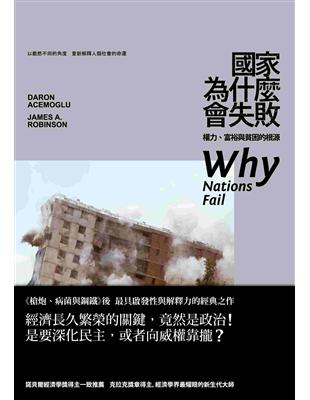 以截然不同的角度　重新解釋人類社會的命運
國家
為什麼
會失敗
DARON
ACEMOGLU
JAMES A.
ROBINSON
權力、富裕與貧困的根源
Why
Nations
Fail
《槍炮、病菌與鋼鐵》後　最具啟發性與解釋力的經典之作
經濟長久繁榮的關鍵，竟然是政治！
是要深化民主，或者向威權靠攏？
諾貝爾經濟學獎得主一致推薦　克拉克獎章得主，經濟學界最耀眼的新生代大師